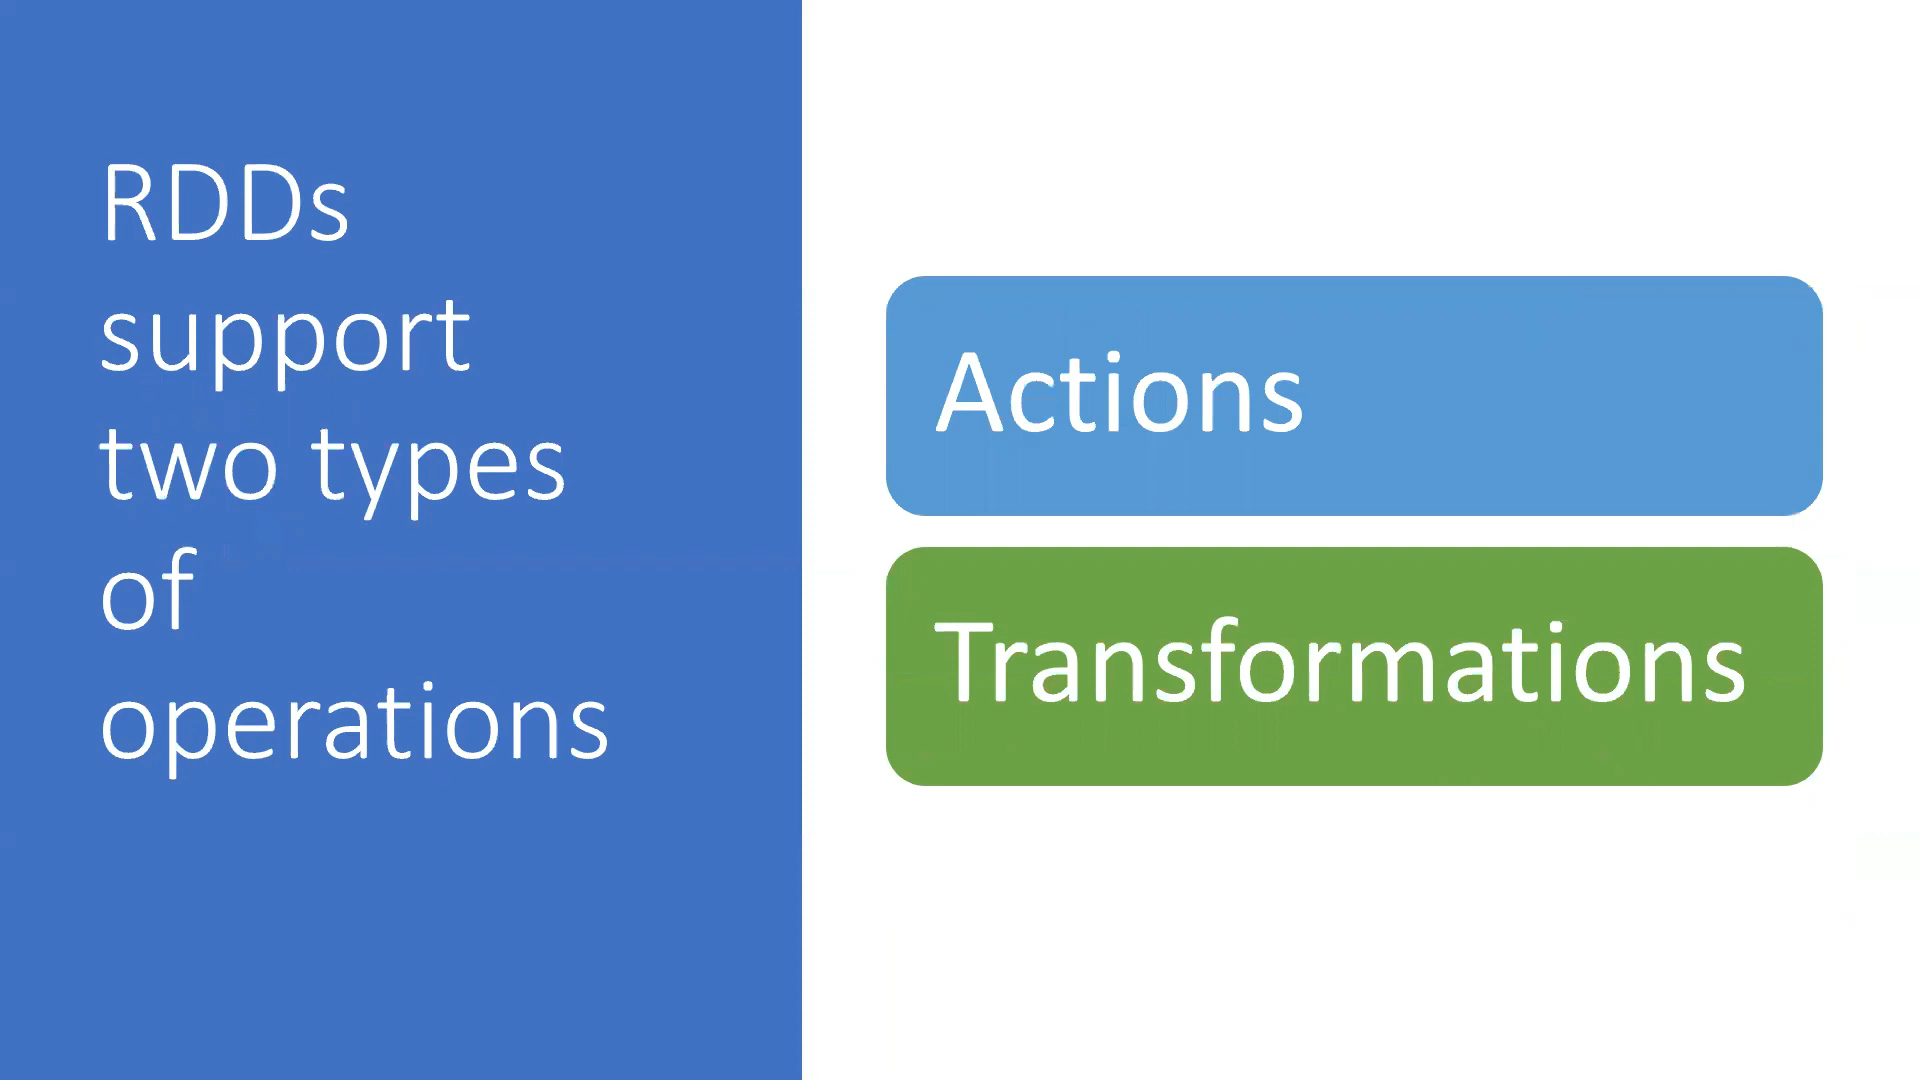 RDDs
support
two types
of
operations
Actions
Transformations